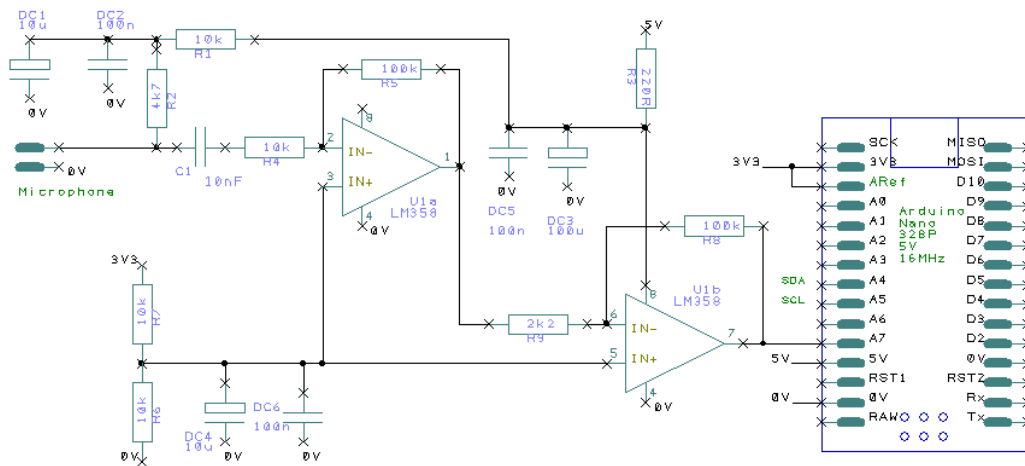 DC1
10u
DC2
100n
0V
0V
10k
R1
4k7
R2
Microphone
0V
C1
10nF
10k
R4
100k
R5
8
2
IN-
3
IN+
1
4
0V
U1a
LM358
5V
220R
R3
DC5
100n
0V
DC3
100u
0V
3V3
10k
R7
10k
R6
0V
DC4
10u
0V
DC6
100n
0V
2k2
R9
100k
R8
U1b
LM358
8
6
IN-
5
IN+
7
4
0V
3V3
SDA
SCL
5V
0V
SCK
3V3
ARef
A0
A1
A2
A3
A4
A5
A6
A7
5V
RST1
0V
RAW
Arduino
Nano
328P
5V
16MHz
MISO
MOSI
D10
D9
D8
D7
D6
D5
D4
D3
D2
0V
RST2
Rx
Tx